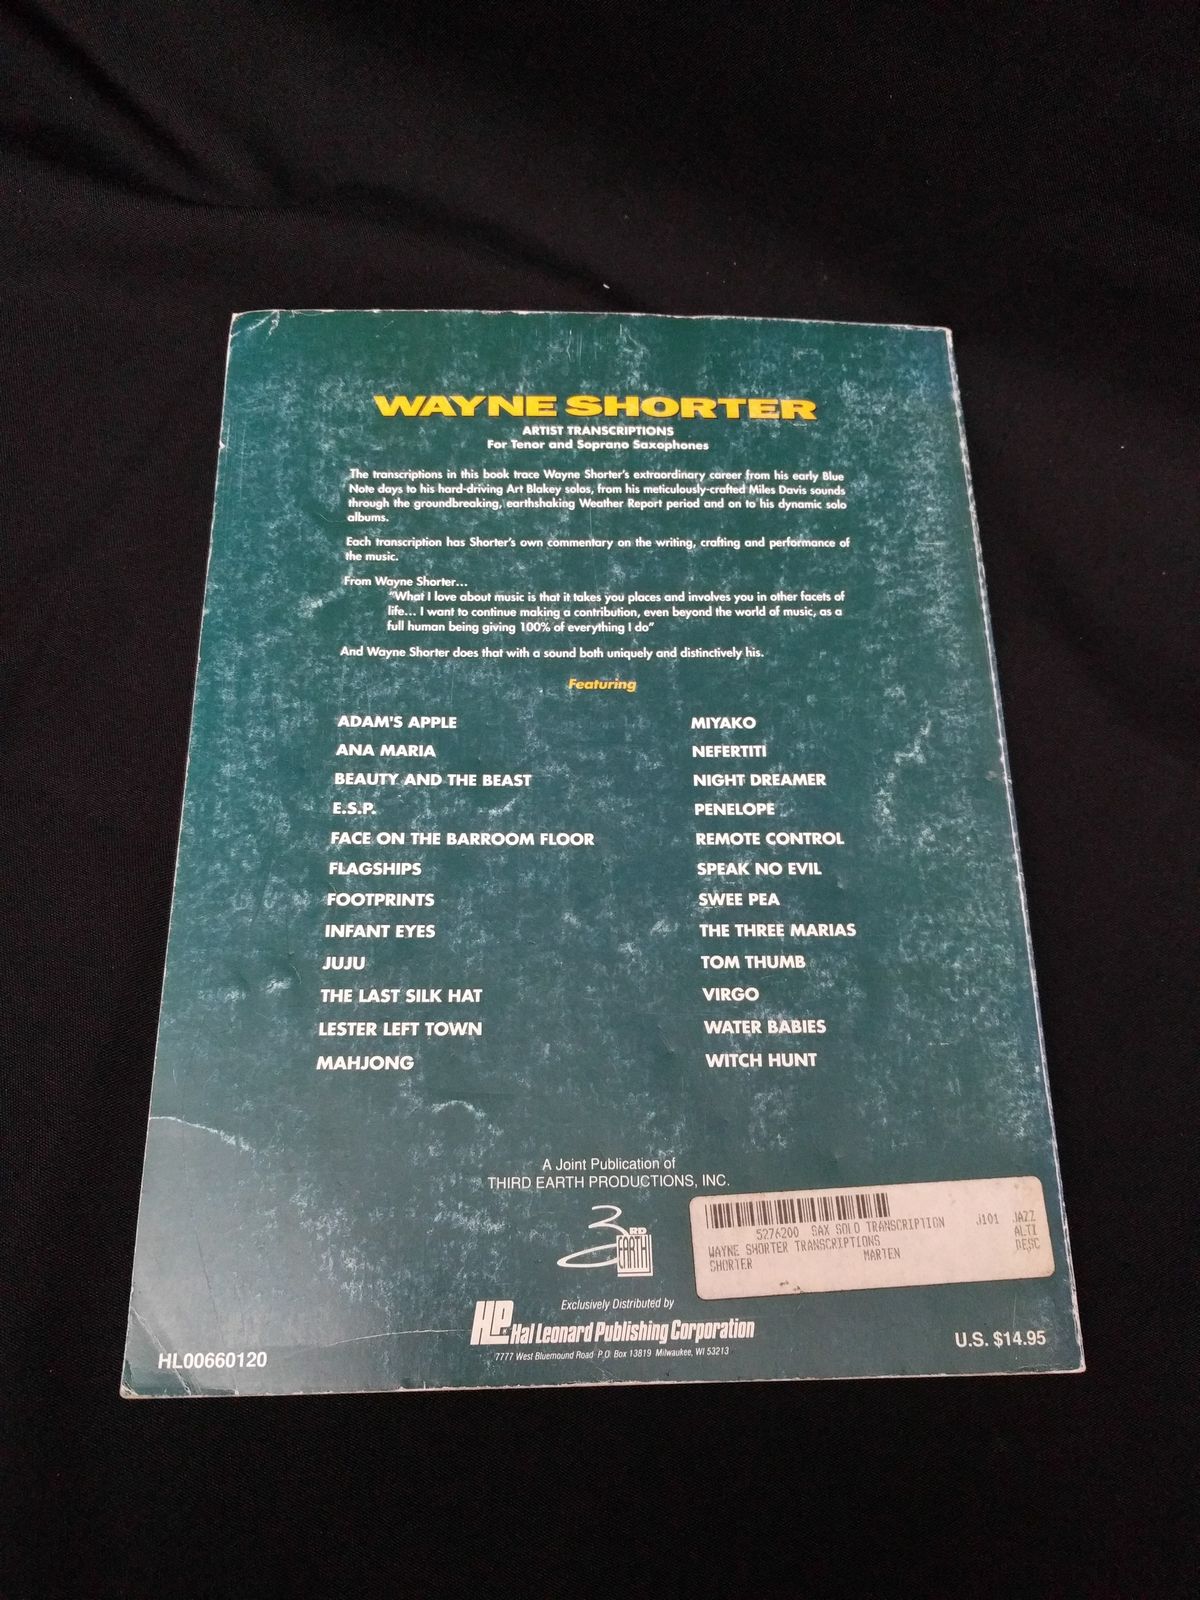 WAYNE SHORTER
ARTIST TRANSCRIPTIONS
For Tenor and Soprano Saxophones
The transcriptions in this book trace Wayne Shorter's extraordinary career from his early Blue
Note days to his hard-driving Art Blakey solos, from his meticulously-crafted Miles Davis sounds
through the groundbreaking, earthshaking Weather Report period and on to his dynamic solo
albums.
Each transcription has Shorter's own commentary on the writing, crafting and performance of
the music.
From Wayne Shorter...
"What I love about music is that it takes you places and involves you in other facets of
life... I want to continue making a contribution, even beyond the world of music, as a
full human being giving 100% of everything I do"
And Wayne Shorter does that with a sound both uniquely and distinctively his.
Featuring
ADAM'S APPLE
ANA MARIA
BEAUTY AND THE BEAST
E.S.P.
FACE ON THE BARROOM FLOOR
FLAGSHIPS
FOOTPRINTS
INFANT EYES
JUJU
THE LAST SILK HAT
LESTER LEFT TOWN
MAHJONG
MIYAKO
NEFERTITI
NIGHT DREAMER
PENELOPE
REMOTE CONTROL
SPEAK NO EVIL
SWEE PEA
THE THREE MARIAS
TOM THUMB
VIRGO
WATER BABIES
WITCH HUNT
A Joint Publication of
THIRD EARTH PRODUCTIONS, INC.
3RD
EARTH
5276200 SAX SOLO TRANSCRIPTION J101 JAZZ
WAYNE SHORTER TRANSCRIPTIONS ALTI
SHORTER MARTEN DESC
Exclusively Distributed by
HL Hal Leonard Publishing Corporation
7777 West Bluemound Road P.O. Box 13819 Milwaukee, WI 53213
HL00660120
U.S. $14.95